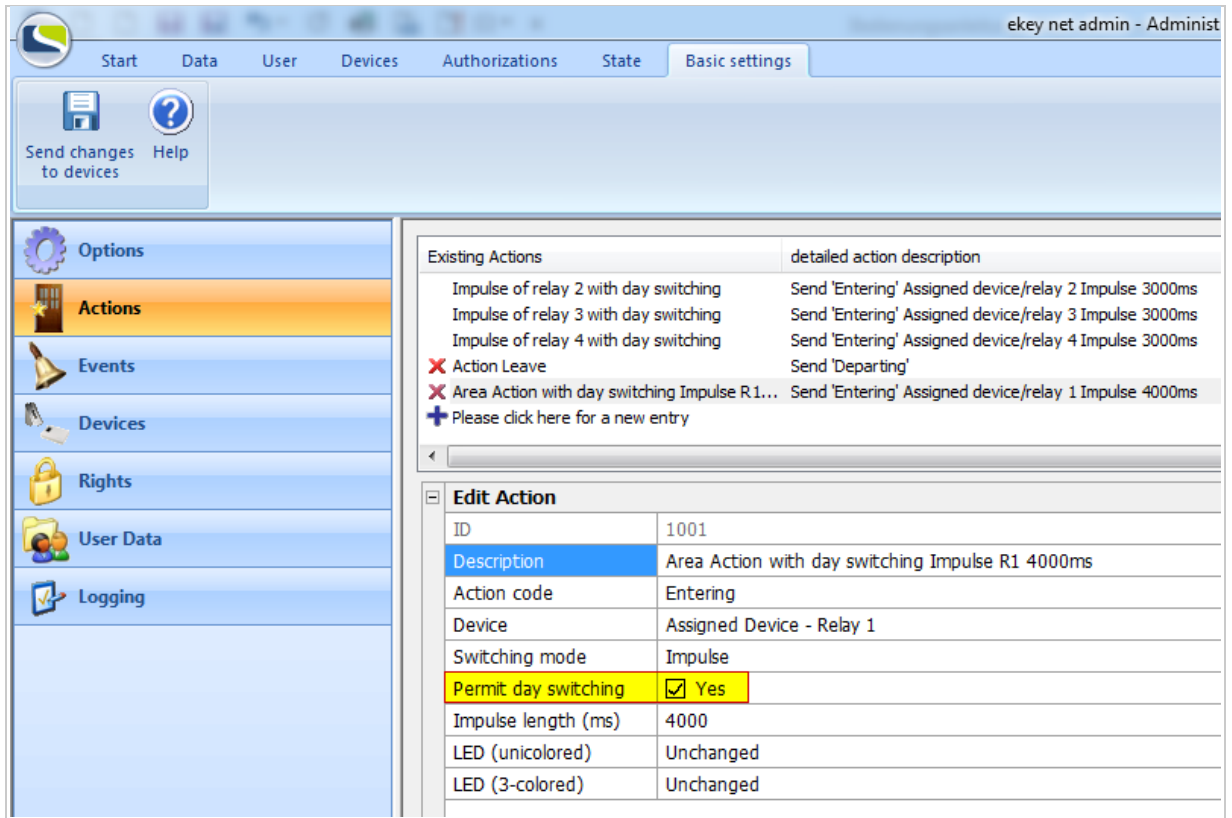 ekey net admin - Administ
Start Data User Devices Authorizations State Basic settings
Send changes to devices
Help
Options
Actions
Events
Devices
Rights
User Data
Logging
Existing Actions detailed action description
Impulse of relay 2 with day switching Send 'Entering' Assigned device/relay 2 Impulse 3000ms
Impulse of relay 3 with day switching Send 'Entering' Assigned device/relay 3 Impulse 3000ms
Impulse of relay 4 with day switching Send 'Entering' Assigned device/relay 4 Impulse 3000ms
Action Leave Send 'Departing'
Area Action with day switching Impulse R1... Send 'Entering' Assigned device/relay 1 Impulse 4000ms
Please click here for a new entry
Edit Action
ID 1001
Description Area Action with day switching Impulse R1 4000ms
Action code Entering
Device Assigned Device - Relay 1
Switching mode Impulse
Permit day switching Yes
Impulse length (ms) 4000
LED (unicolored) Unchanged
LED (3-colored) Unchanged